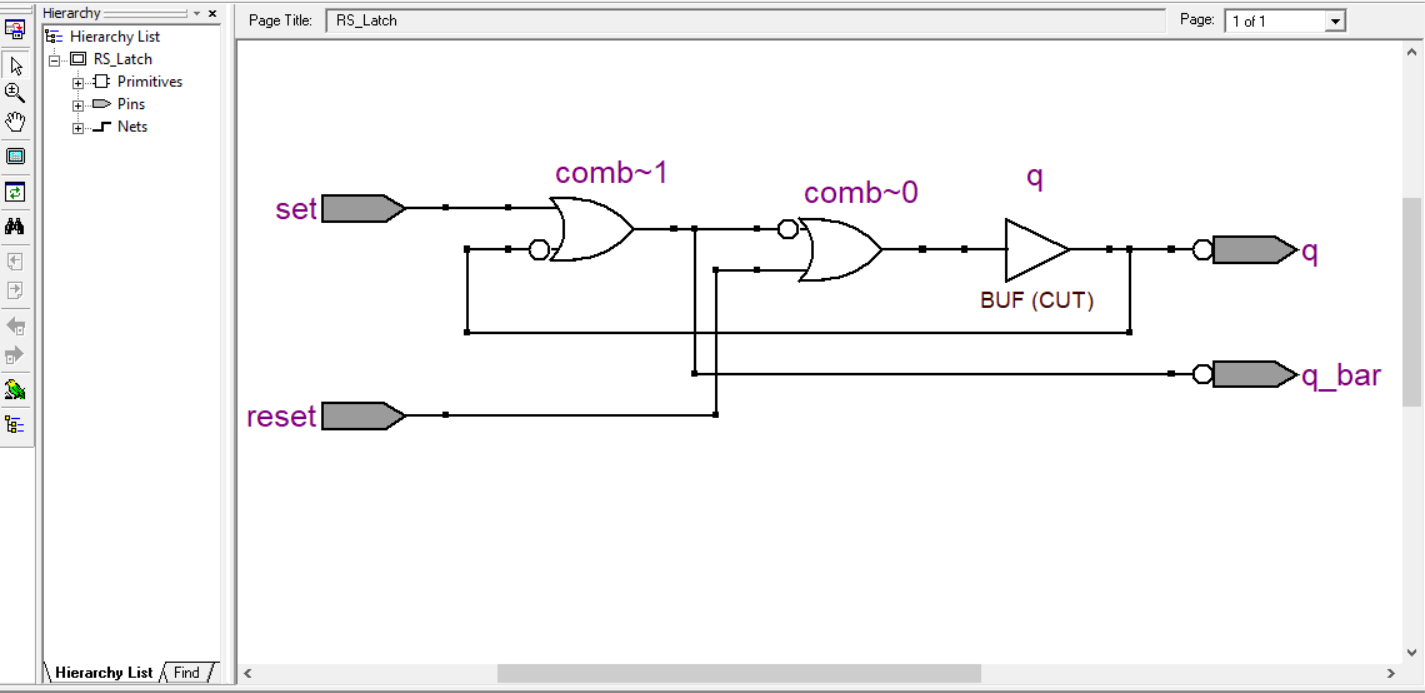 Hierarchy
Page Title: RS_Latch
Page: 1 of 1
Hierarchy List
RS_Latch
Primitives
Pins
Nets
comb~1
comb~0
q
set
q
BUF (CUT)
q_bar
reset
Hierarchy List
Find